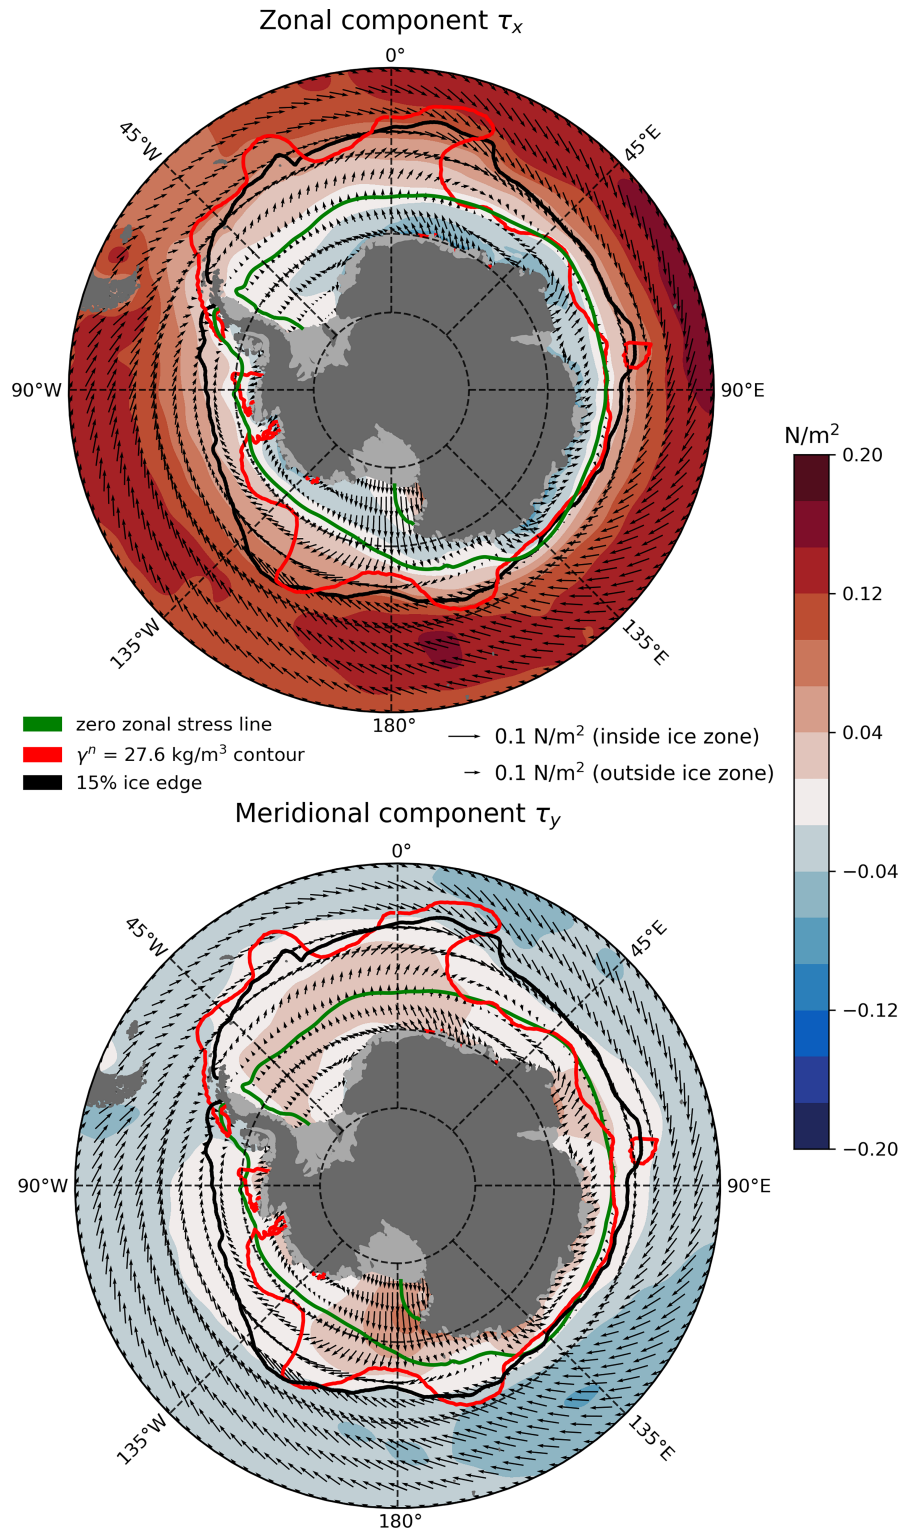 Zonal component τx
0°
45°W
45°E
90°W
90°E
135°W
135°E
180°
N/m²
0.20
0.12
0.04
−0.04
−0.12
−0.20
zero zonal stress line
γⁿ = 27.6 kg/m³ contour
15% ice edge
0.1 N/m² (inside ice zone)
0.1 N/m² (outside ice zone)
Meridional component τy
0°
45°W
45°E
90°W
90°E
135°W
135°E
180°